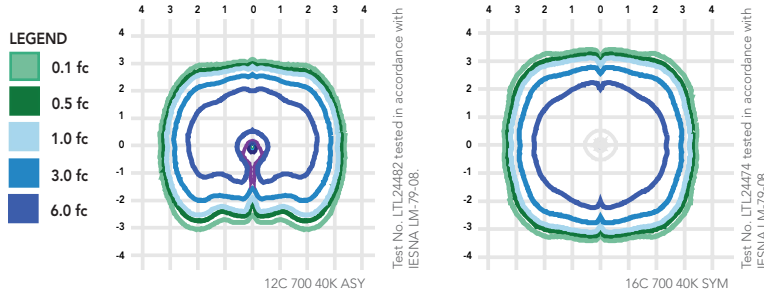 LEGEND
0.1 fc
0.5 fc
1.0 fc
3.0 fc
6.0 fc
4 3 2 1 0 1 2 3 4
4
3
2
1
0
-1
-2
-3
-4
Test No. LTL24482 tested in accordance with
IESNA LM-79-08.
12C 700 40K ASY
4 3 2 1 0 1 2 3 4
4
3
2
1
0
-1
-2
-3
-4
Test No. LTL24474 tested in accordance with
IESNA LM-79-08
16C 700 40K SYM